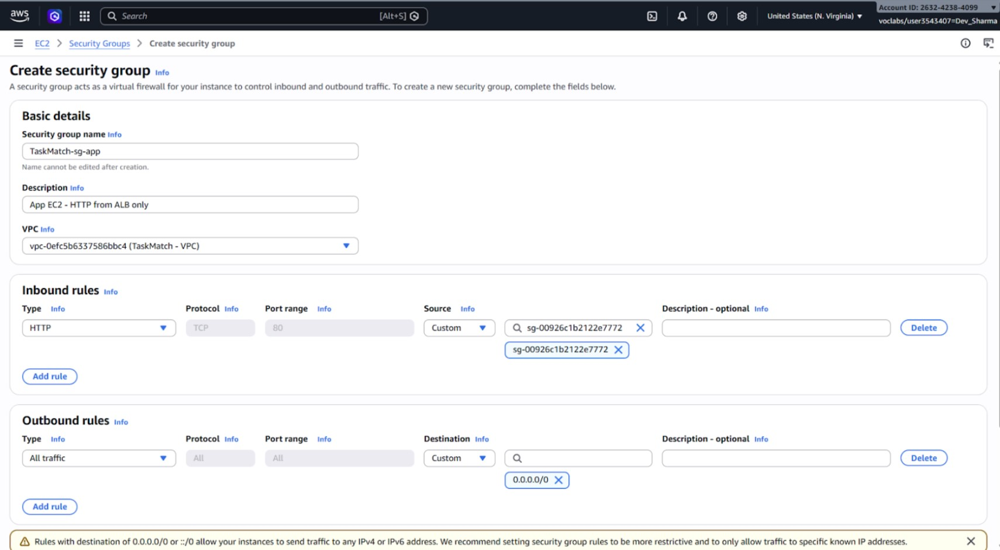 aws Search [Alt+S] United States (N. Virginia) Account ID: 2632-4238-4099
voclabs/user3543407=Dev_Sharma
EC2 > Security Groups > Create security group
Create security group Info
A security group acts as a virtual firewall for your instance to control inbound and outbound traffic. To create a new security group, complete the fields below.
Basic details
Security group name Info
TaskMatch-sg-app
Name cannot be edited after creation.
Description Info
App EC2 - HTTP from ALB only
VPC Info
vpc-0efc5b6337586bbc4 (TaskMatch - VPC)
Inbound rules Info
Type Info Protocol Info Port range Info Source Info Description - optional Info
HTTP TCP 80 Custom sg-00926c1b2122e7772 Delete
sg-00926c1b2122e7772
Add rule
Outbound rules Info
Type Info Protocol Info Port range Info Destination Info Description - optional Info
All traffic All All Custom Delete
0.0.0.0/0
Add rule
Rules with destination of 0.0.0.0/0 or ::/0 allow your instances to send traffic to any IPv4 or IPv6 address. We recommend setting security group rules to be more restrictive and to only allow traffic to specific known IP addresses.